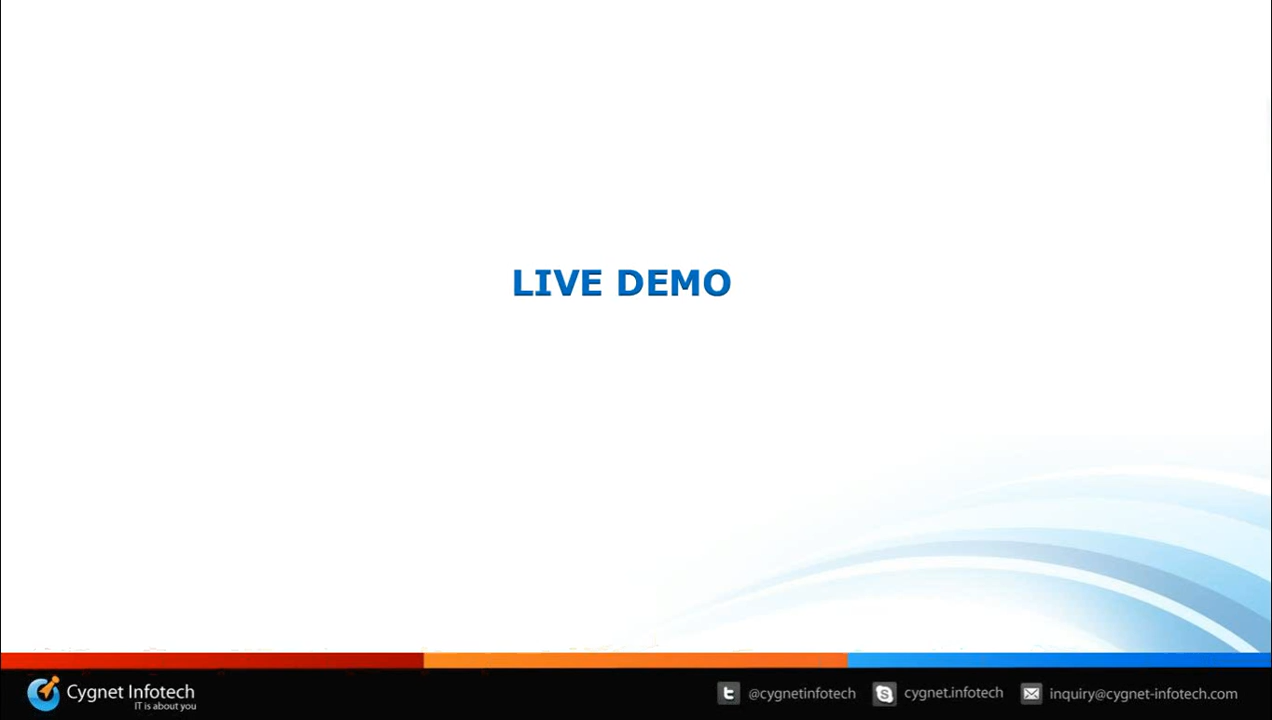 LIVE DEMO
Cygnet Infotech
IT is about you
@cygnetinfotech
cygnet.infotech
inquiry@cygnet-infotech.com